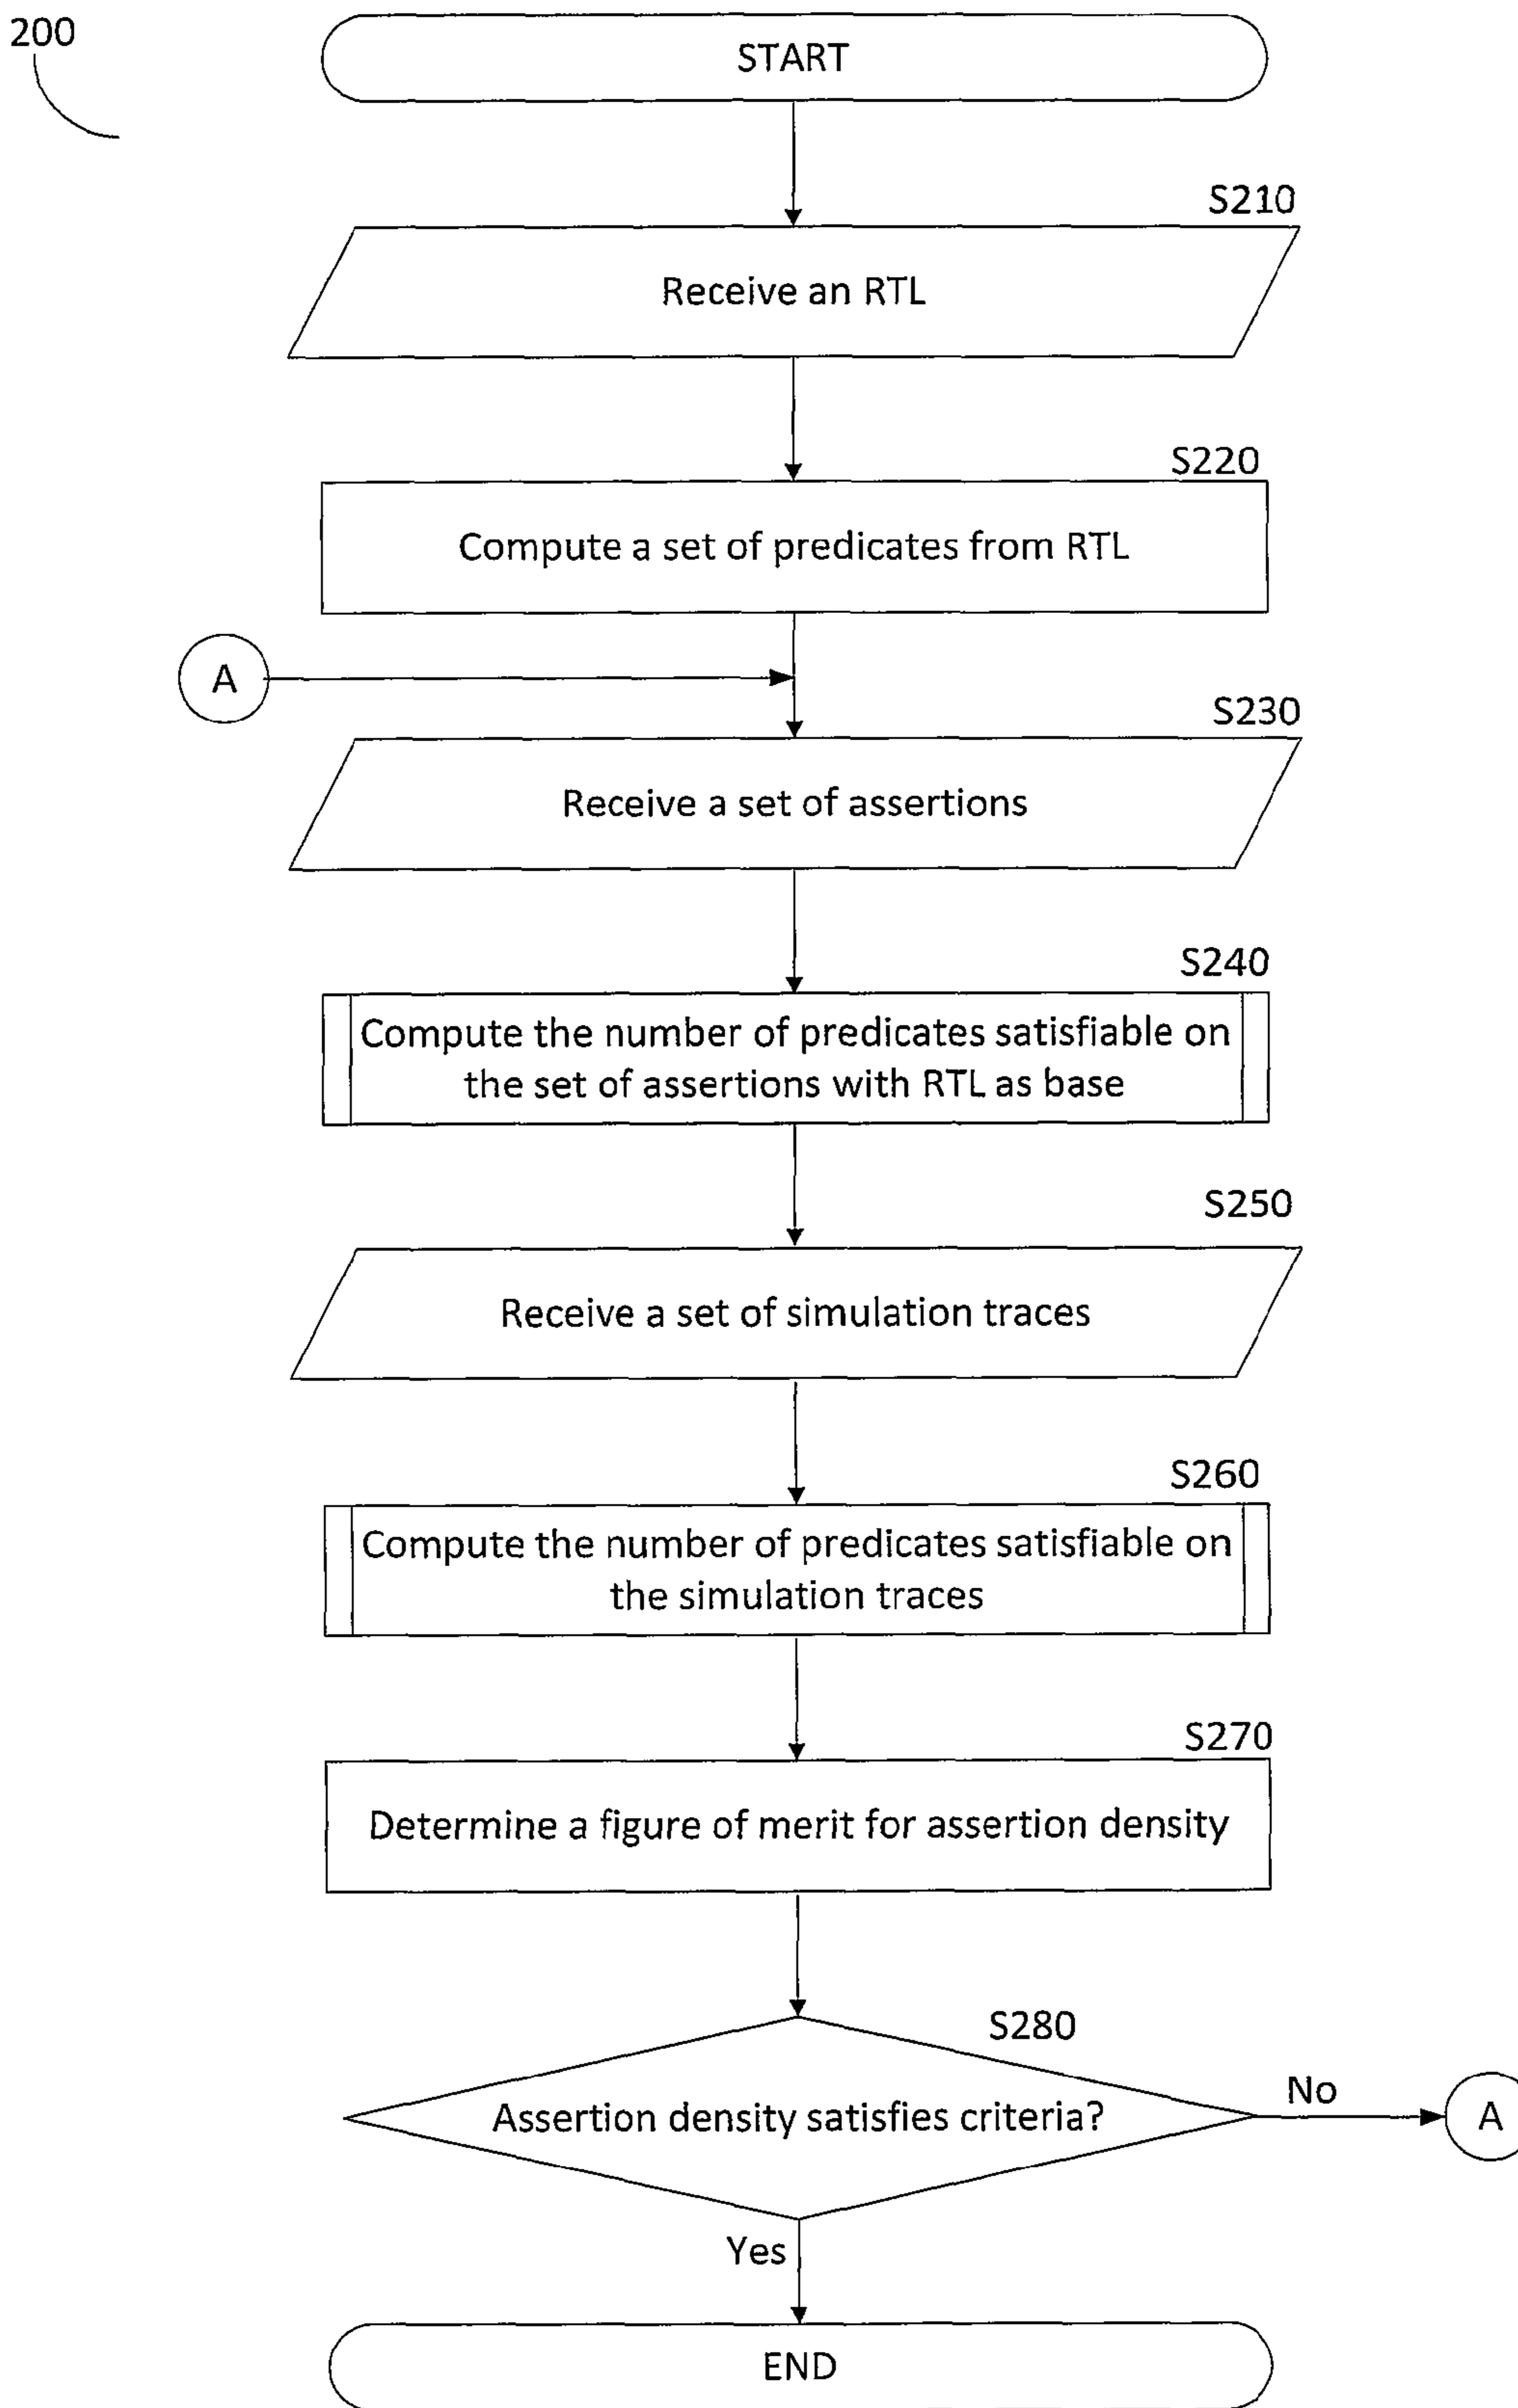 200
START
S210
Receive an RTL
S220
Compute a set of predicates from RTL
A
S230
Receive a set of assertions
S240
Compute the number of predicates satisfiable on
the set of assertions with RTL as base
S250
Receive a set of simulation traces
S260
Compute the number of predicates satisfiable on
the simulation traces
S270
Determine a figure of merit for assertion density
S280
Assertion density satisfies criteria?
No
A
Yes
END